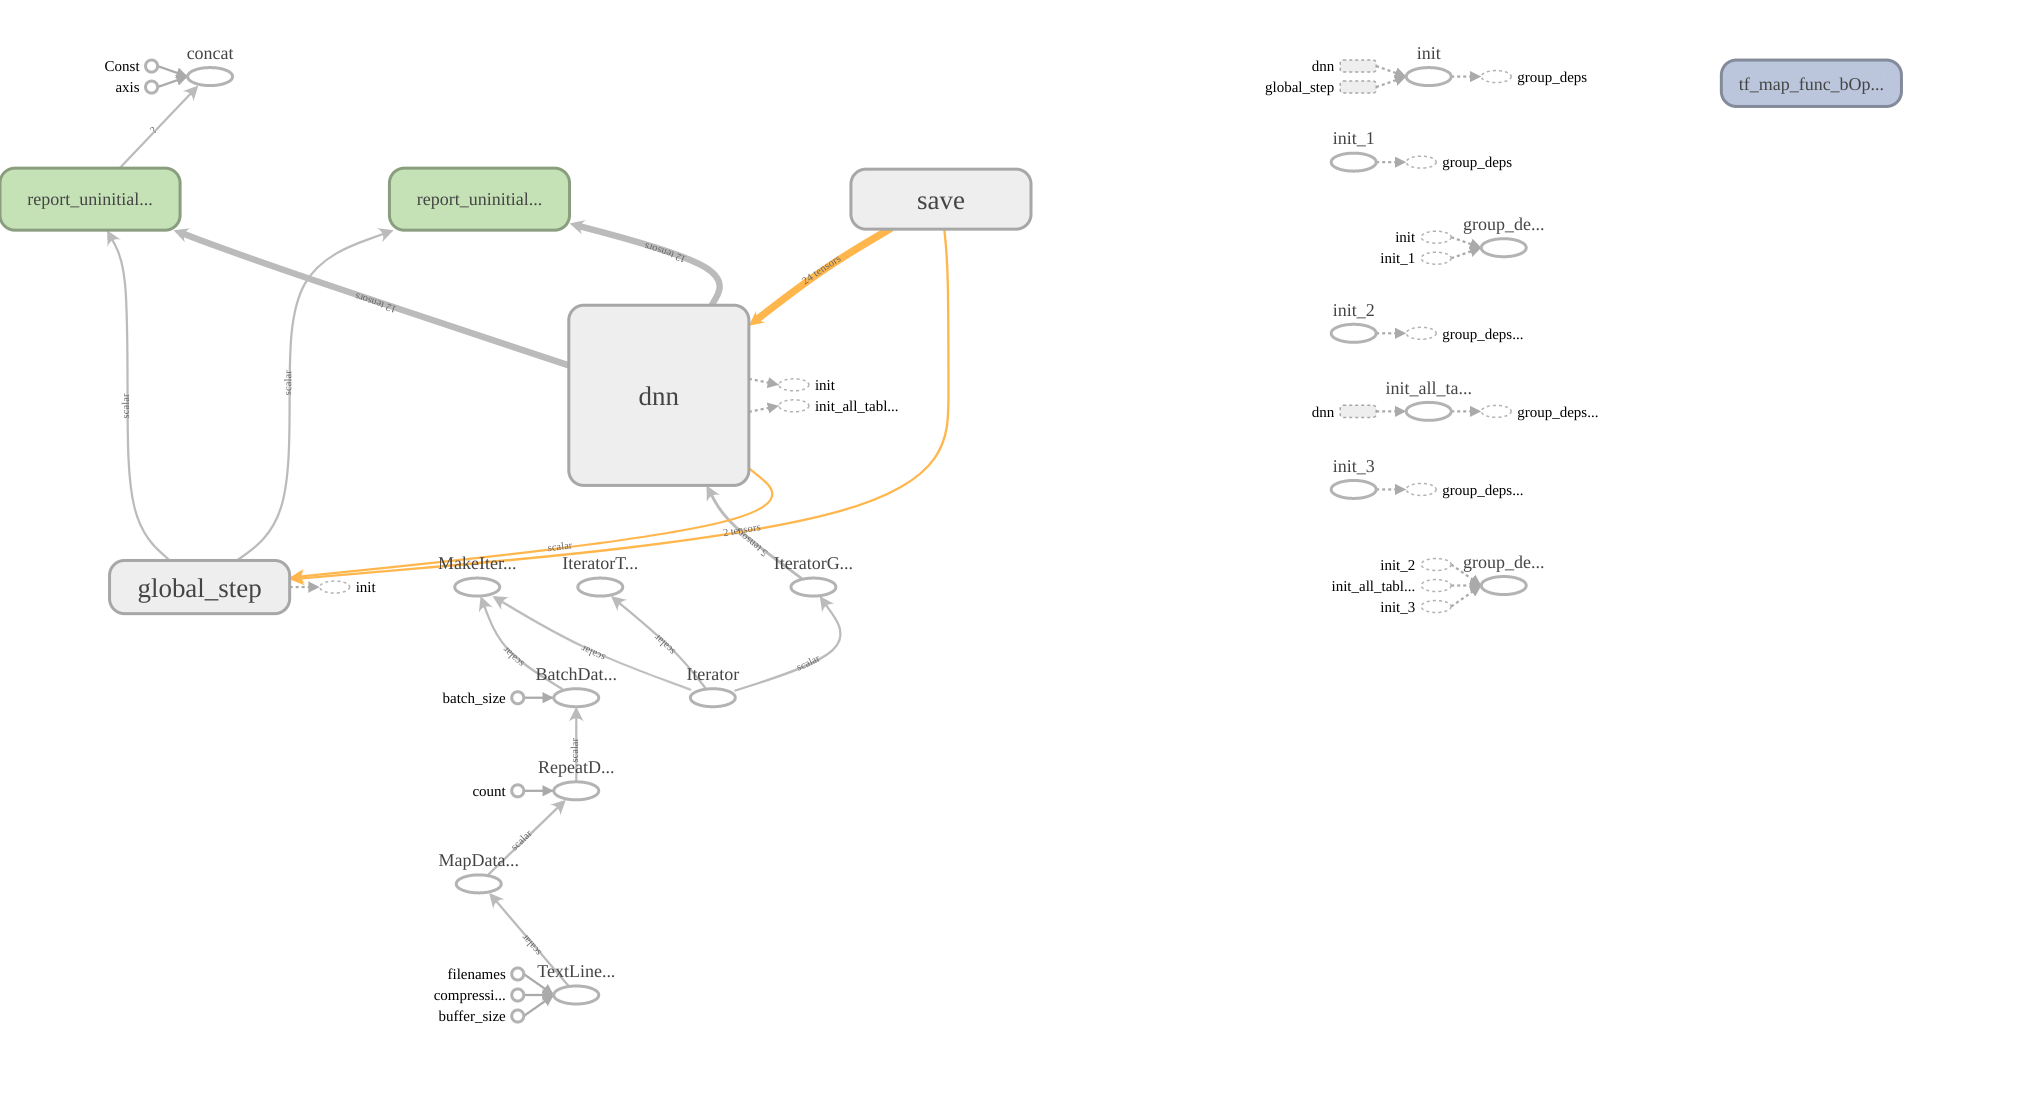 concat
Const
axis
2
report_uninitial...
report_uninitial...
save
12 tensors
24 tensors
12 tensors
dnn
init
init_all_tabl...
scalar
scalar
2 tensors
5 tensors
scalar
MakeIter...
IteratorT...
IteratorG...
global_step
init
scalar
scalar
scalar
scalar
BatchDat...
Iterator
batch_size
scalar
RepeatD...
count
scalar
MapData...
scalar
filenames
TextLine...
compressi...
buffer_size
init
dnn
group_deps
global_step
init_1
group_deps
group_de...
init
init_1
init_2
group_deps...
init_all_ta...
dnn
group_deps...
init_3
group_deps...
group_de...
init_2
init_all_tabl...
init_3
tf_map_func_bOp...